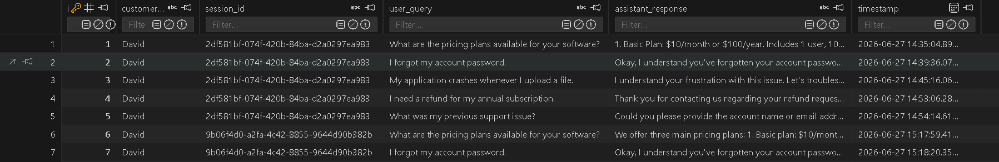 i # customer... abc session_id abc user_query abc assistant_response abc timestamp
Filte Filter... Filter... Filter... Filter...
1 1 David 2df581bf-074f-420b-84ba-d2a0297ea983 What are the pricing plans available for your software? 1. Basic Plan: $10/month or $100/year. Includes 1 user, 10... 2026-06-27 14:35:04.89...
2 2 David 2df581bf-074f-420b-84ba-d2a0297ea983 I forgot my account password. Okay, I understand you've forgotten your account passwo... 2026-06-27 14:39:36.07...
3 3 David 2df581bf-074f-420b-84ba-d2a0297ea983 My application crashes whenever I upload a file. I understand your frustration with this issue. Let's troubles... 2026-06-27 14:45:16.06...
4 4 David 2df581bf-074f-420b-84ba-d2a0297ea983 I need a refund for my annual subscription. Thank you for contacting us regarding your refund reques... 2026-06-27 14:53:06.28...
5 5 David 2df581bf-074f-420b-84ba-d2a0297ea983 What was my previous support issue? Could you please provide the account name or email addr... 2026-06-27 14:54:14.61...
6 6 David 9b06f4d0-a2fa-4c42-8855-9644d90b382b What are the pricing plans available for your software? We offer three main pricing plans: 1. Basic plan: $10/mont... 2026-06-27 15:17:59.41...
7 7 David 9b06f4d0-a2fa-4c42-8855-9644d90b382b I forgot my account password. Okay, I understand you've forgotten your account passwo... 2026-06-27 15:18:20.35...